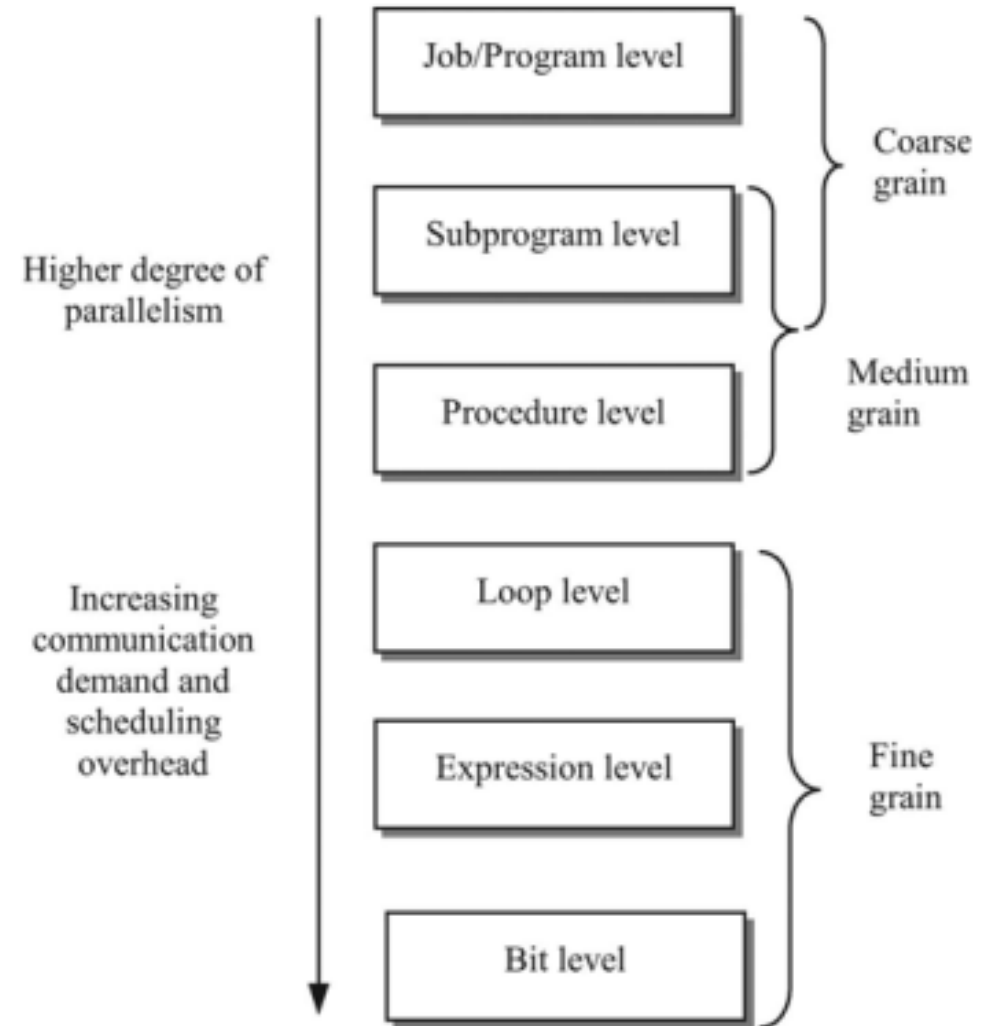 Job/Program level
Coarse
grain
Subprogram level
Higher degree of
parallelism
Medium
grain
Procedure level
Loop level
Increasing
communication
demand and
scheduling
overhead
Expression level
Fine
grain
Bit level